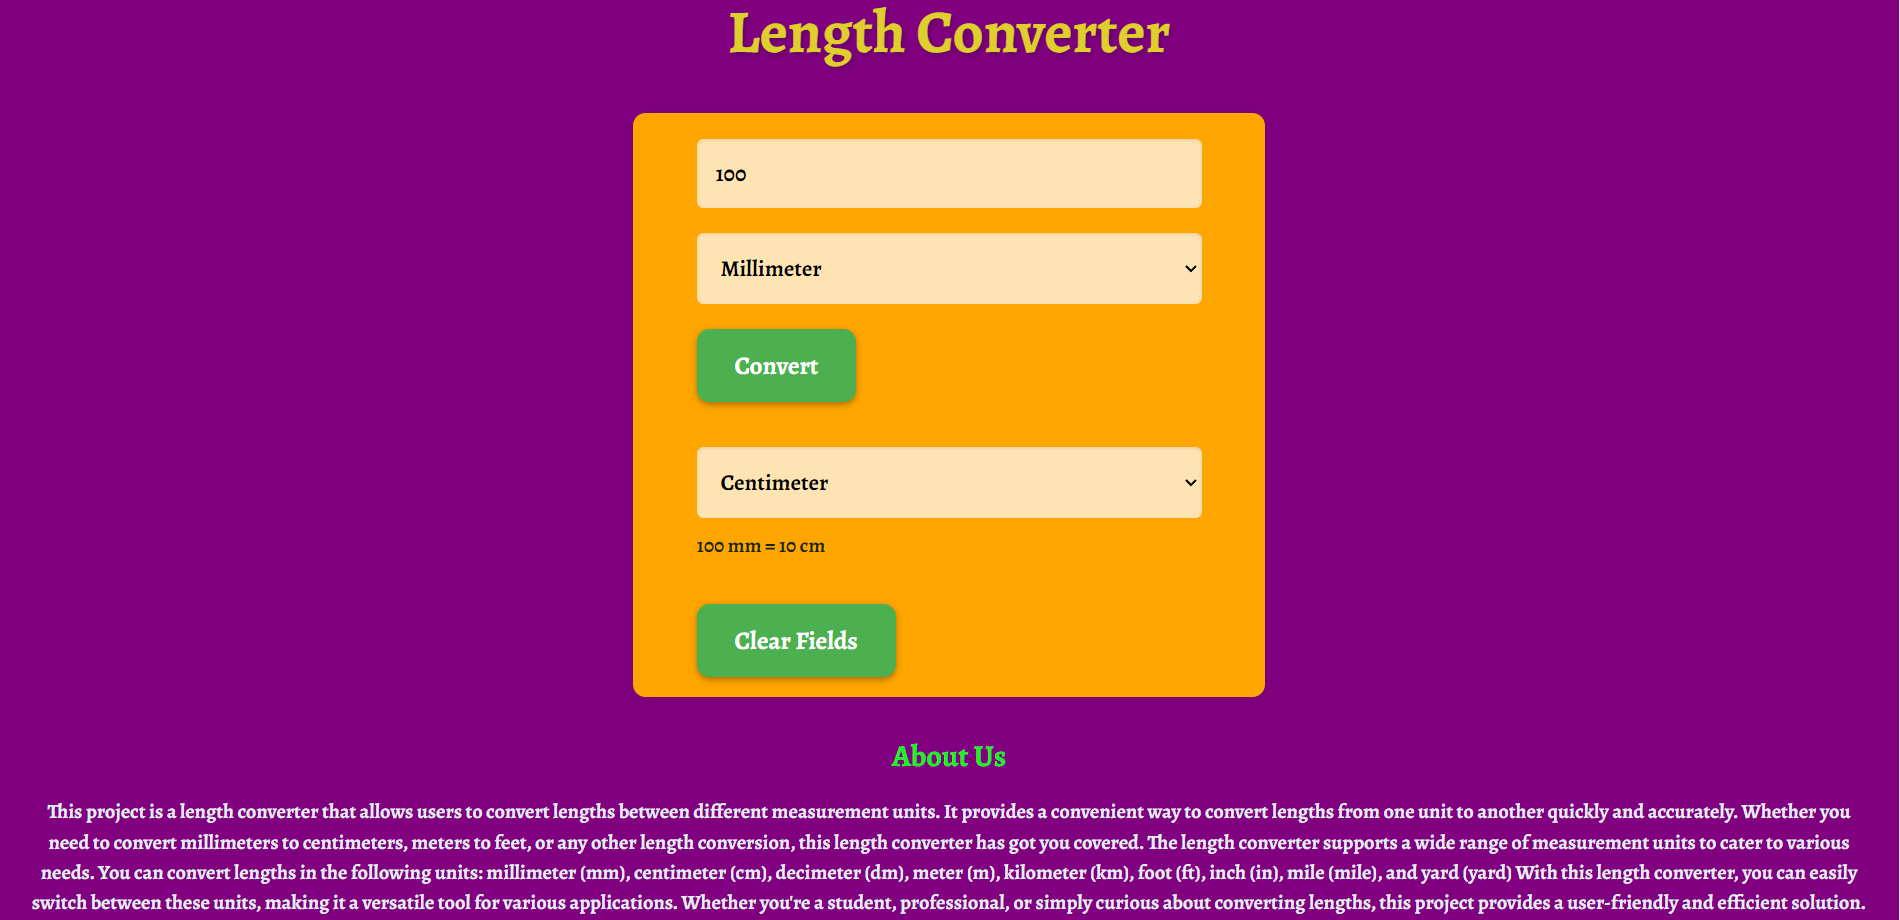 Length Converter
100
Millimeter
Convert
Centimeter
100 mm = 10 cm
Clear Fields
About Us
This project is a length converter that allows users to convert lengths between different measurement units. It provides a convenient way to convert lengths from one unit to another quickly and accurately. Whether you
need to convert millimeters to centimeters, meters to feet, or any other length conversion, this length converter has got you covered. The length converter supports a wide range of measurement units to cater to various
needs. You can convert lengths in the following units: millimeter (mm), centimeter (cm), decimeter (dm), meter (m), kilometer (km), foot (ft), inch (in), mile (mile), and yard (yard) With this length converter, you can easily
switch between these units, making it a versatile tool for various applications. Whether you're a student, professional, or simply curious about converting lengths, this project provides a user-friendly and efficient solution.